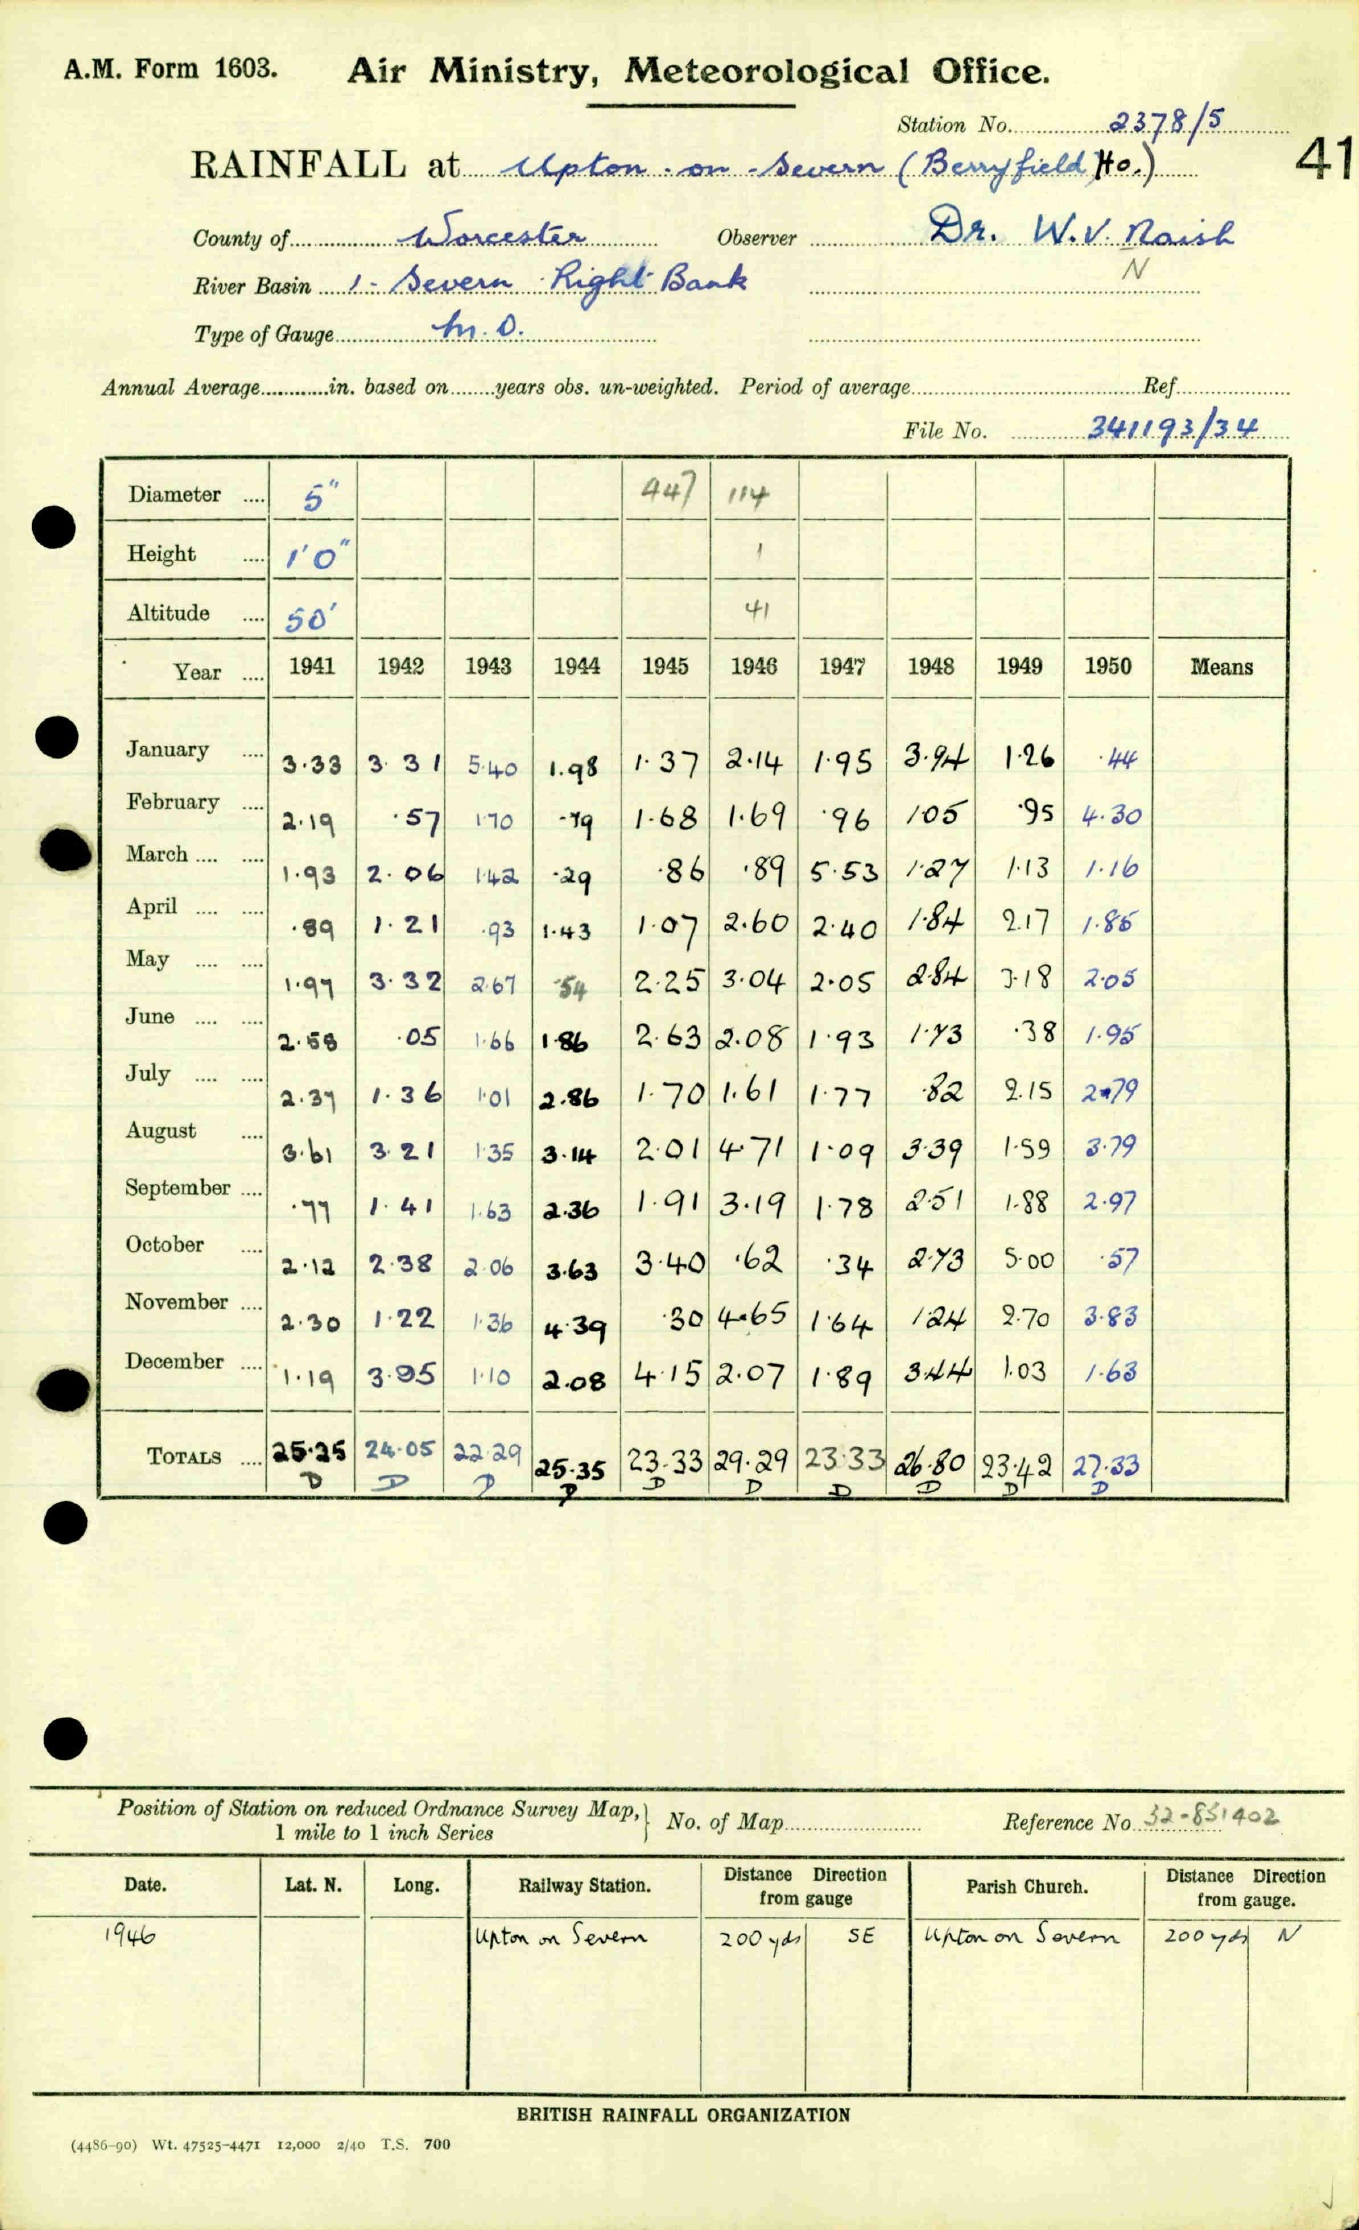 A.M. Form 1603. Air Ministry, Meteorological Office.
Station No. 2378/5
41
RAINFALL at Upton-on-Severn (Berryfield Ho.)
County of Worcester Observer Dr. W.V. Naish
N
River Basin 1- Severn Right Bank
Type of Gauge M.O.
Annual Average............in. based on........years obs. un-weighted. Period of average........ Ref........
File No. 341193/34
Diameter .... 5" 447 114
Height .... 1'0" 1
Altitude .... 50' 41
Year .... 1941 1942 1943 1944 1945 1946 1947 1948 1949 1950 Means
January .... 3.33 3.31 5.40 1.98 1.37 2.14 1.95 3.94 1.26 .44
February .... 2.19 .57 1.70 .79 1.68 1.69 .96 1.05 .95 4.30
March .... .... 1.93 2.06 1.42 .29 .86 .89 5.53 1.27 1.13 1.16
April .... .... .89 1.21 .93 1.43 1.07 2.60 2.40 1.84 2.17 1.85
May .... .... 1.97 3.32 2.67 .54 2.25 3.04 2.05 2.84 3.18 2.05
June .... .... 2.58 .05 1.66 1.86 2.63 2.08 1.93 1.73 .38 1.95
July .... .... 2.37 1.36 1.01 2.86 1.70 1.61 1.77 .82 2.15 2.79
August .... 3.61 3.21 1.35 3.14 2.01 4.71 1.09 3.39 1.59 3.79
September .... .77 1.41 1.63 2.36 1.91 3.19 1.78 2.51 1.88 2.97
October .... 2.12 2.38 2.06 3.63 3.40 .62 .34 2.73 5.00 .57
November .... 2.30 1.22 1.36 4.39 .30 4.65 1.64 1.24 2.70 3.83
December .... 1.19 3.95 1.10 2.08 4.15 2.07 1.89 3.44 1.03 1.63
TOTALS .... 25.25 24.05 22.29 25.35 23.33 29.29 23.33 26.80 23.42 27.33
D D D D D D D D D D
Position of Station on reduced Ordnance Survey Map, 1 mile to 1 inch Series } No. of Map........ Reference No. 32-851402
Date. Lat. N. Long. Railway Station. Distance Direction from gauge Parish Church. Distance Direction from gauge.
1946 Upton on Severn 200 yds SE Upton on Severn 200 yds N
BRITISH RAINFALL ORGANIZATION
(4486-90) Wt. 47525-4471 12,000 2/40 T.S. 700